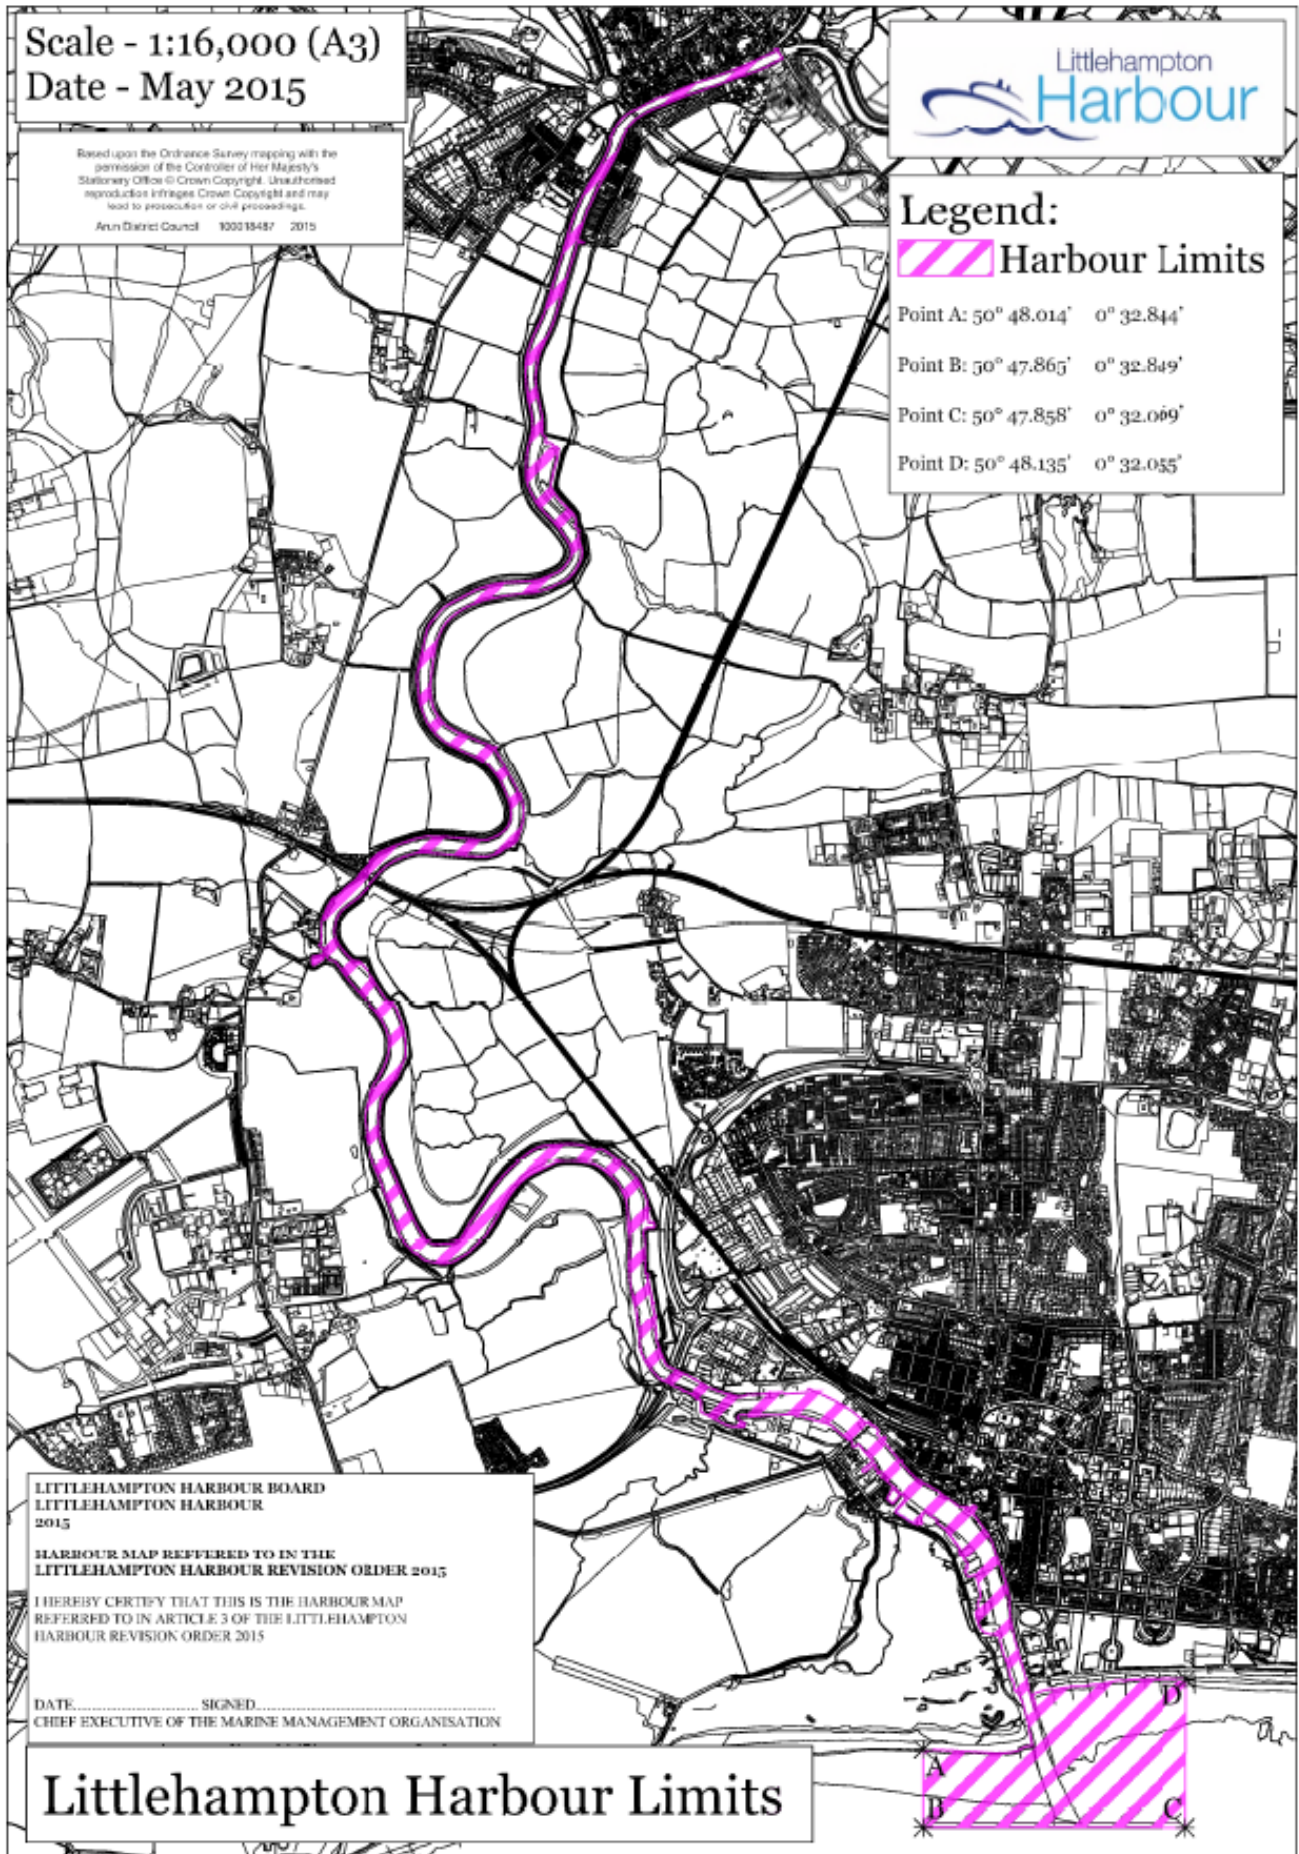 Scale - 1:16,000 (A3)
Date - May 2015
Based upon the Ordnance Survey mapping with the
permission of the Controller of Her Majesty's
Stationery Office © Crown Copyright. Unauthorised
reproduction infringes Crown Copyright and may
lead to prosecution or civil proceedings.
Arun District Council 100018487 2015
Littlehampton
Harbour
Legend:
Harbour Limits
Point A: 50° 48.014' 0° 32.844'
Point B: 50° 47.865' 0° 32.849'
Point C: 50° 47.858' 0° 32.069'
Point D: 50° 48.135' 0° 32.055'
LITTLEHAMPTON HARBOUR BOARD
LITTLEHAMPTON HARBOUR
2015
HARBOUR MAP REFFERED TO IN THE
LITTLEHAMPTON HARBOUR REVISION ORDER 2015
I HEREBY CERTIFY THAT THIS IS THE HARBOUR MAP
REFERRED TO IN ARTICLE 3 OF THE LITTLEHAMPTON
HARBOUR REVISION ORDER 2015
DATE.............................. SIGNED............................................................
CHIEF EXECUTIVE OF THE MARINE MANAGEMENT ORGANISATION
D
A
B
C
Littlehampton Harbour Limits